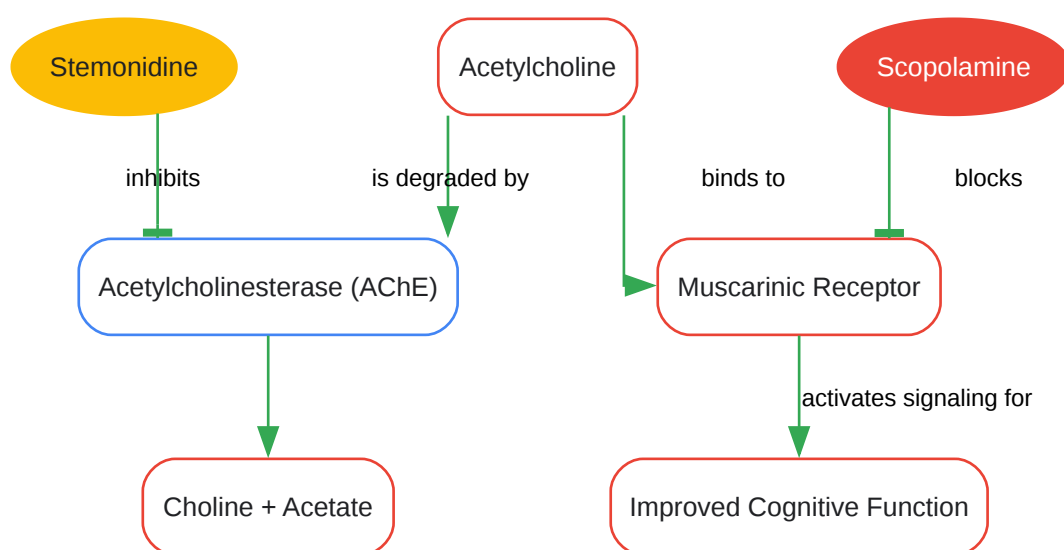 Stemonidine
Acetylcholine
Scopolamine
inhibits
is degraded by
binds to
blocks
Acetylcholinesterase (AChE)
Muscarinic Receptor
activates signaling for
Choline + Acetate
Improved Cognitive Function